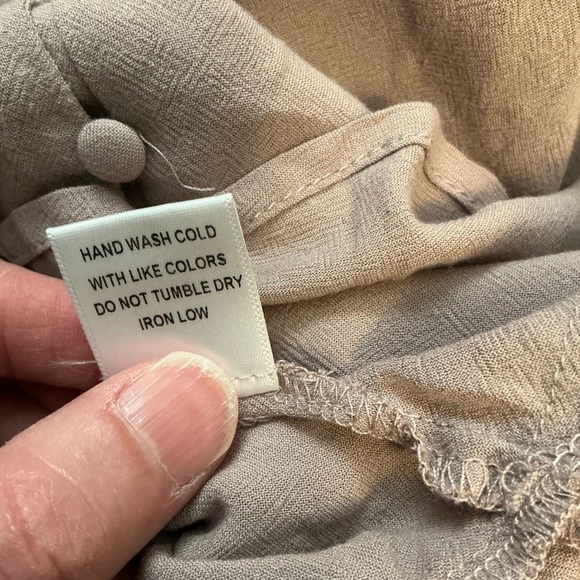 HAND WASH COLD
WITH LIKE COLORS
DO NOT TUMBLE DRY
IRON LOW